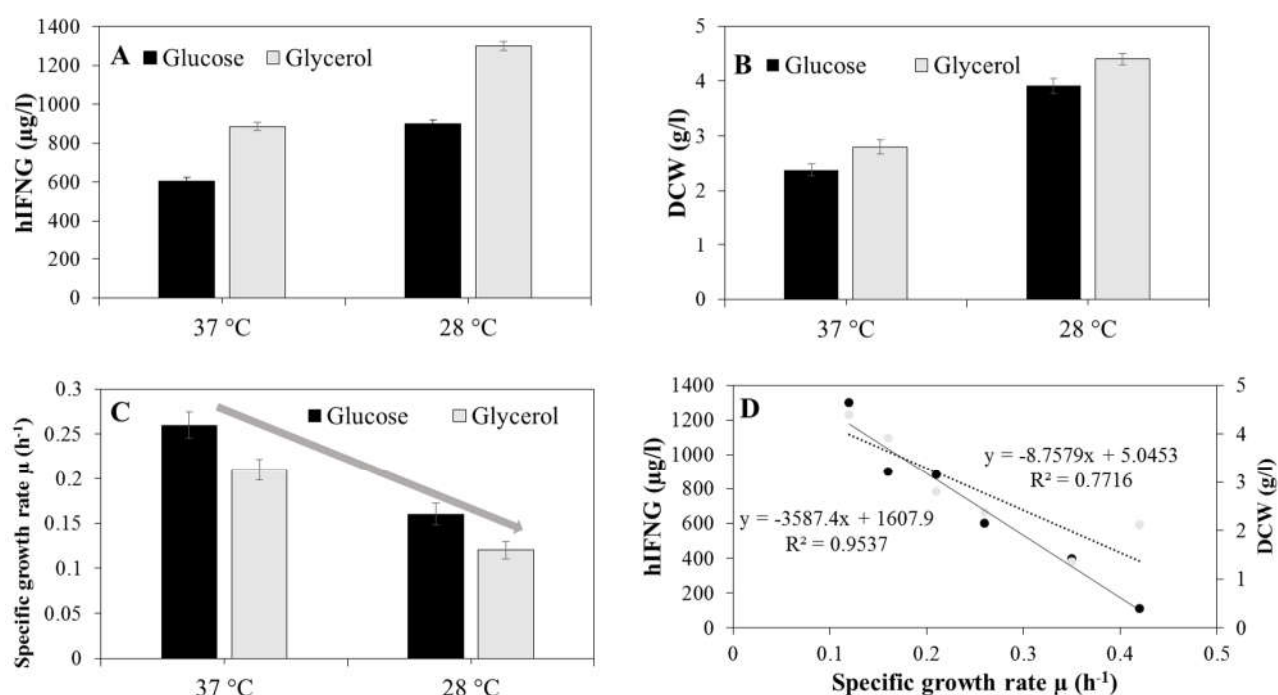 A
Glucose
Glycerol
hIFNG (µg/l)
1400
1200
1000
800
600
400
200
0
37 °C
28 °C
B
Glucose
Glycerol
DCW (g/l)
5
4
3
2
1
0
37 °C
28 °C
C
Glucose
Glycerol
Specific growth rate µ (h-1)
0.3
0.25
0.2
0.15
0.1
0.05
0
37 °C
28 °C
D
hIFNG (µg/l)
1400
1200
1000
800
600
400
200
0
y = -8.7579x + 5.0453
R² = 0.7716
y = -3587.4x + 1607.9
R² = 0.9537
5
4
3
2
1
0
DCW (g/l)
0
0.1
0.2
0.3
0.4
0.5
Specific growth rate µ (h-1)